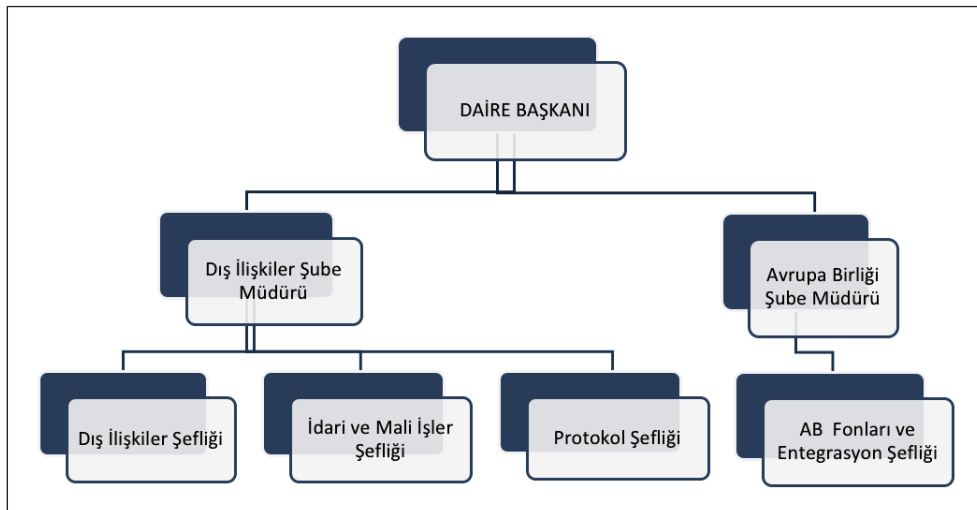 DAİRE BAŞKANI
Dış İlişkiler Şube
Müdürü
Avrupa Birliği
Şube Müdürü
Dış İlişkiler Şefliği
İdari ve Mali İşler
Şefliği
Protokol Şefliği
AB Fonları ve
Entegrasyon Şefliği